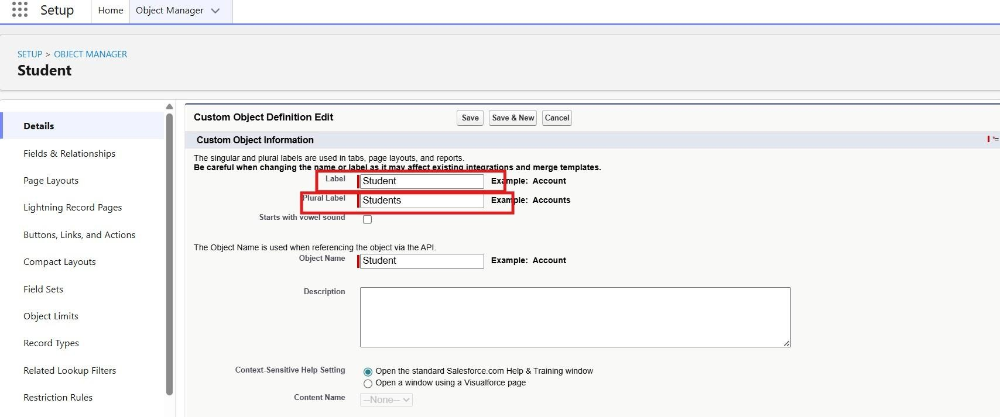 Setup Home Object Manager
SETUP > OBJECT MANAGER
Student
Details
Fields & Relationships
Page Layouts
Lightning Record Pages
Buttons, Links, and Actions
Compact Layouts
Field Sets
Object Limits
Record Types
Related Lookup Filters
Restriction Rules
Custom Object Definition Edit Save Save & New Cancel
Custom Object Information *=
The singular and plural labels are used in tabs, page layouts, and reports.
Be careful when changing the name or label as it may affect existing integrations and merge templates.
Label Student Example: Account
Plural Label Students Example: Accounts
Starts with vowel sound
The Object Name is used when referencing the object via the API.
Object Name Student Example: Account
Description
Context-Sensitive Help Setting Open the standard Salesforce.com Help & Training window
Open a window using a Visualforce page
Content Name --None--